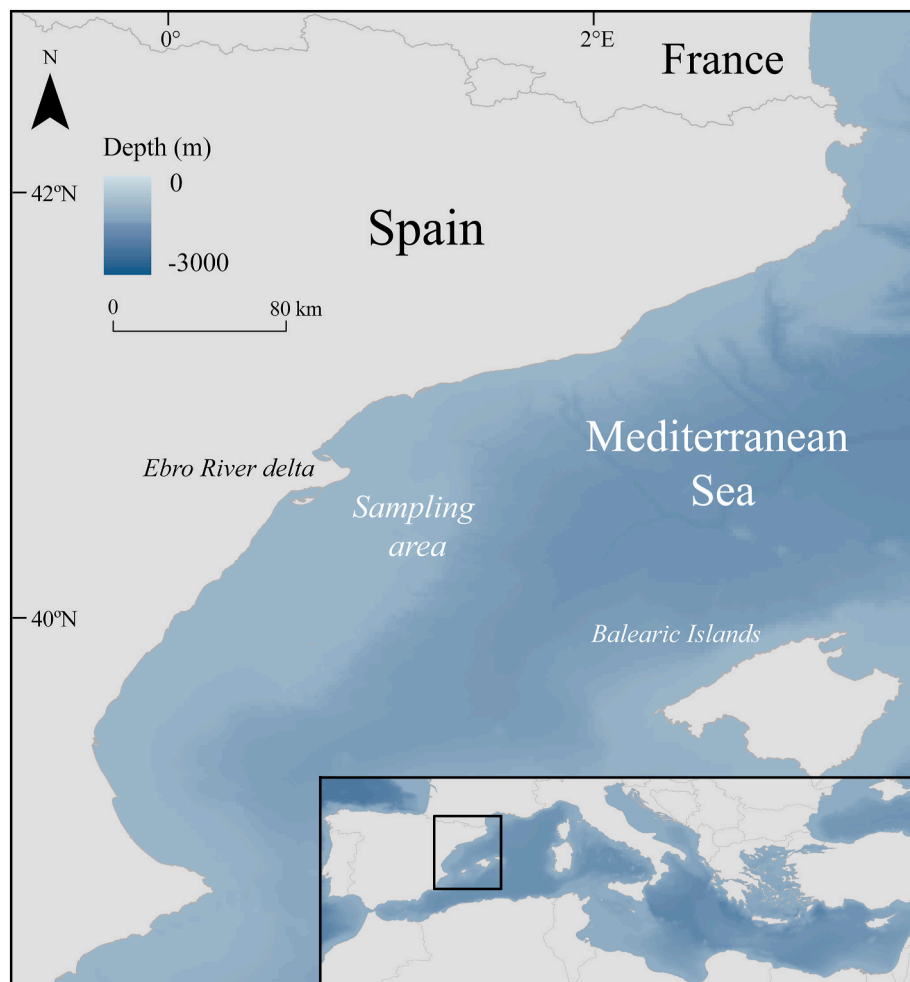 0°
2°E
N
France
Depth (m)
0
42ºN
Spain
-3000
0
80 km
Mediterranean
Sea
Ebro River delta
Sampling
area
40ºN
Balearic Islands